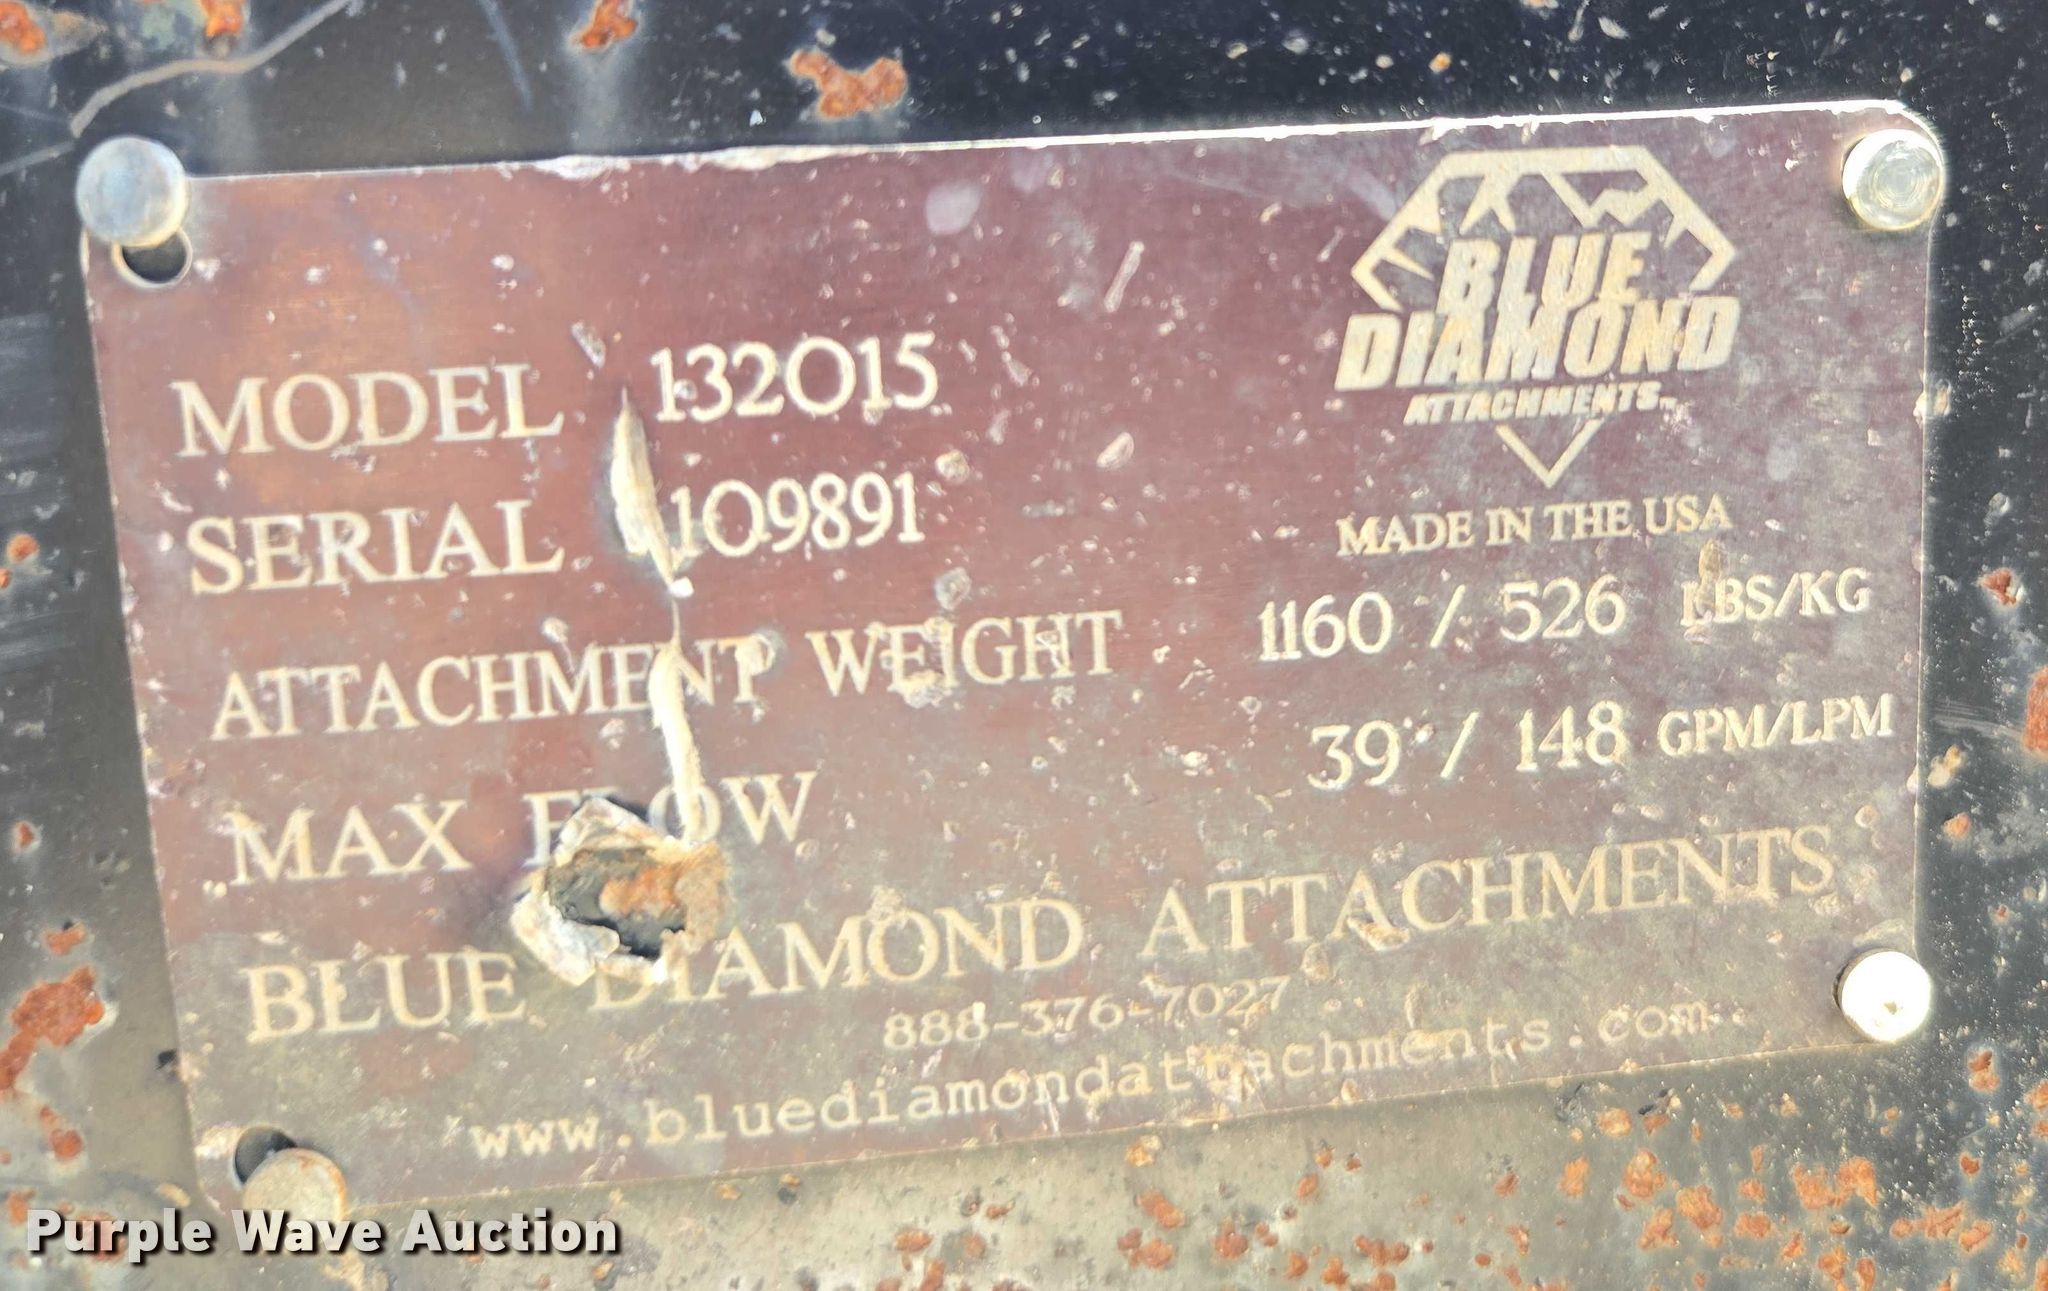 BLUE
DIAMOND
ATTACHMENTS
MADE IN THE USA
MODEL 132015
SERIAL 109891
ATTACHMENT WEIGHT 1160 / 526 LBS/KG
MAX FLOW 39 / 148 GPM/LPM
BLUE DIAMOND ATTACHMENTS
888-376-7027
www.bluediamondattachments.com
Purple Wave Auction